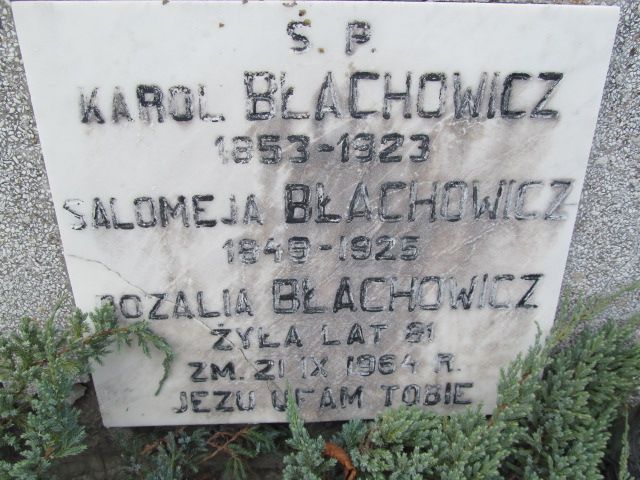 Ś. P.
KAROL BŁACHOWICZ
1853-1923
SALOMEJA BŁACHOWICZ
1849-1925
ROZALIA BŁACHOWICZ
ŻYŁA LAT 81
ZM. 21 IX 1964 R.
JEZU UFAM TOBIE